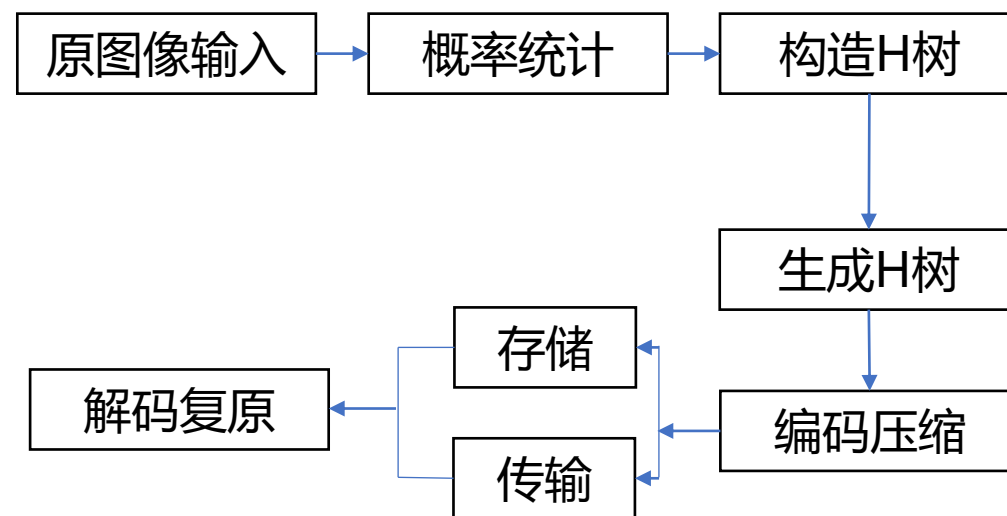 原图像输入
概率统计
构造H树
生成H树
编码压缩
存储
传输
解码复原